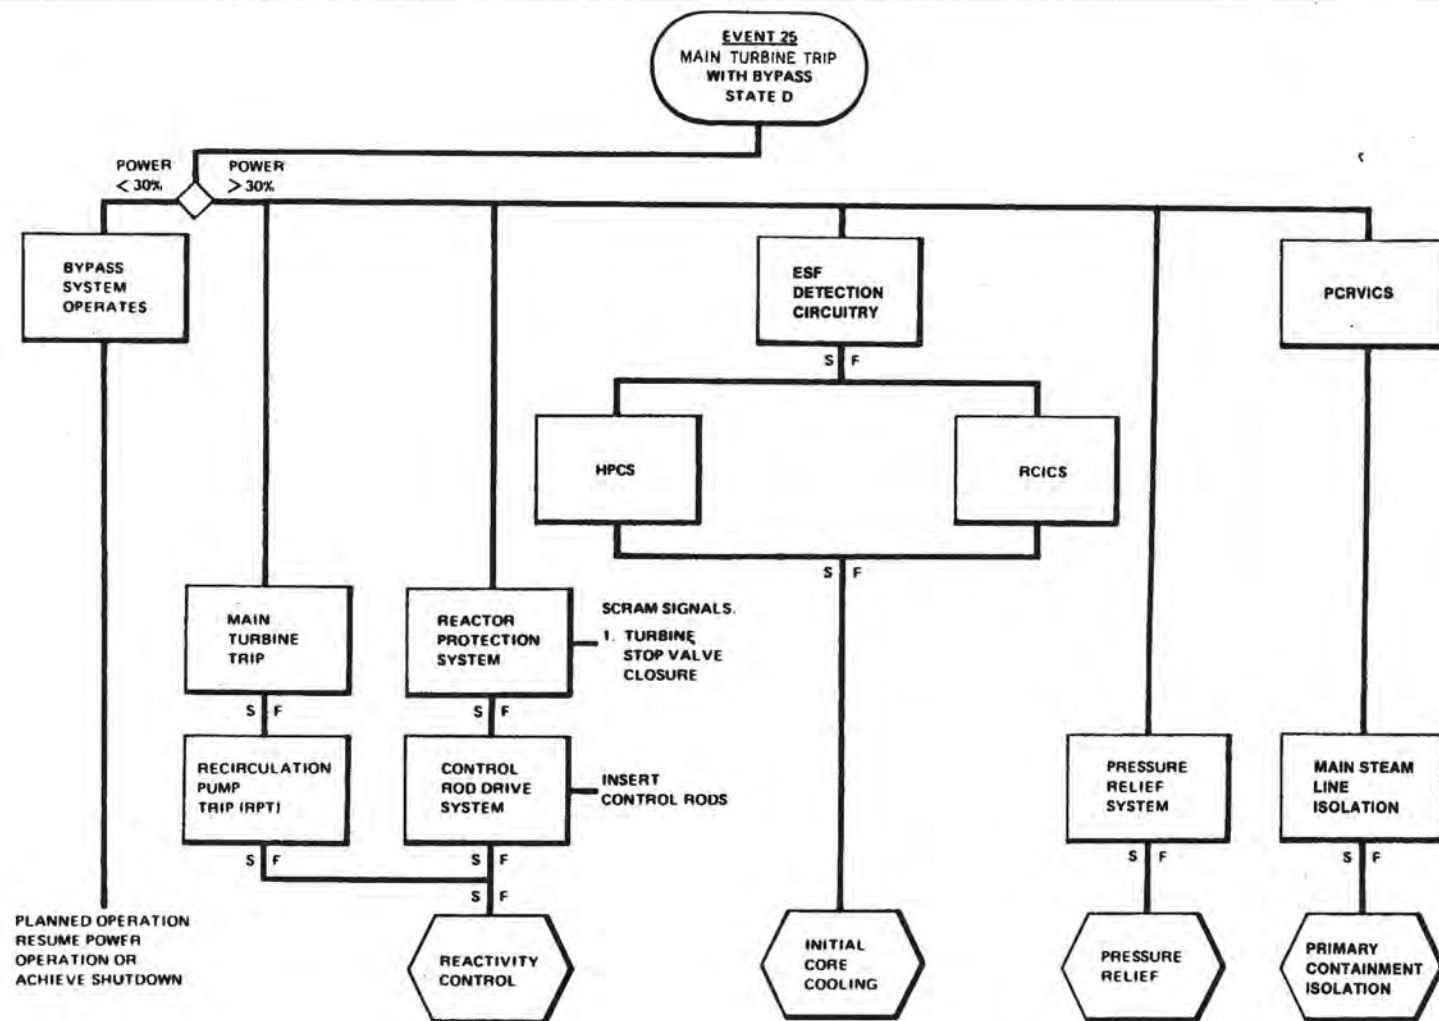 EVENT 25
MAIN TURBINE TRIP
WITH BYPASS
STATE D
POWER
< 30%
POWER
> 30%
BYPASS
SYSTEM
OPERATES
ESF
DETECTION
CIRCUITRY
PCRVICS
S F
HPCS
RCICS
S F
MAIN
TURBINE
TRIP
REACTOR
PROTECTION
SYSTEM
SCRAM SIGNALS.
1. TURBINE
STOP VALVE
CLOSURE
S F
S F
RECIRCULATION
PUMP
TRIP (RPT)
CONTROL
ROD DRIVE
SYSTEM
INSERT
CONTROL RODS
PRESSURE
RELIEF
SYSTEM
MAIN STEAM
LINE
ISOLATION
S F
S F
S F
S F
S F
PLANNED OPERATION
RESUME POWER
OPERATION OR
ACHIEVE SHUTDOWN
REACTIVITY
CONTROL
INITIAL
CORE
COOLING
PRESSURE
RELIEF
PRIMARY
CONTAINMENT
ISOLATION